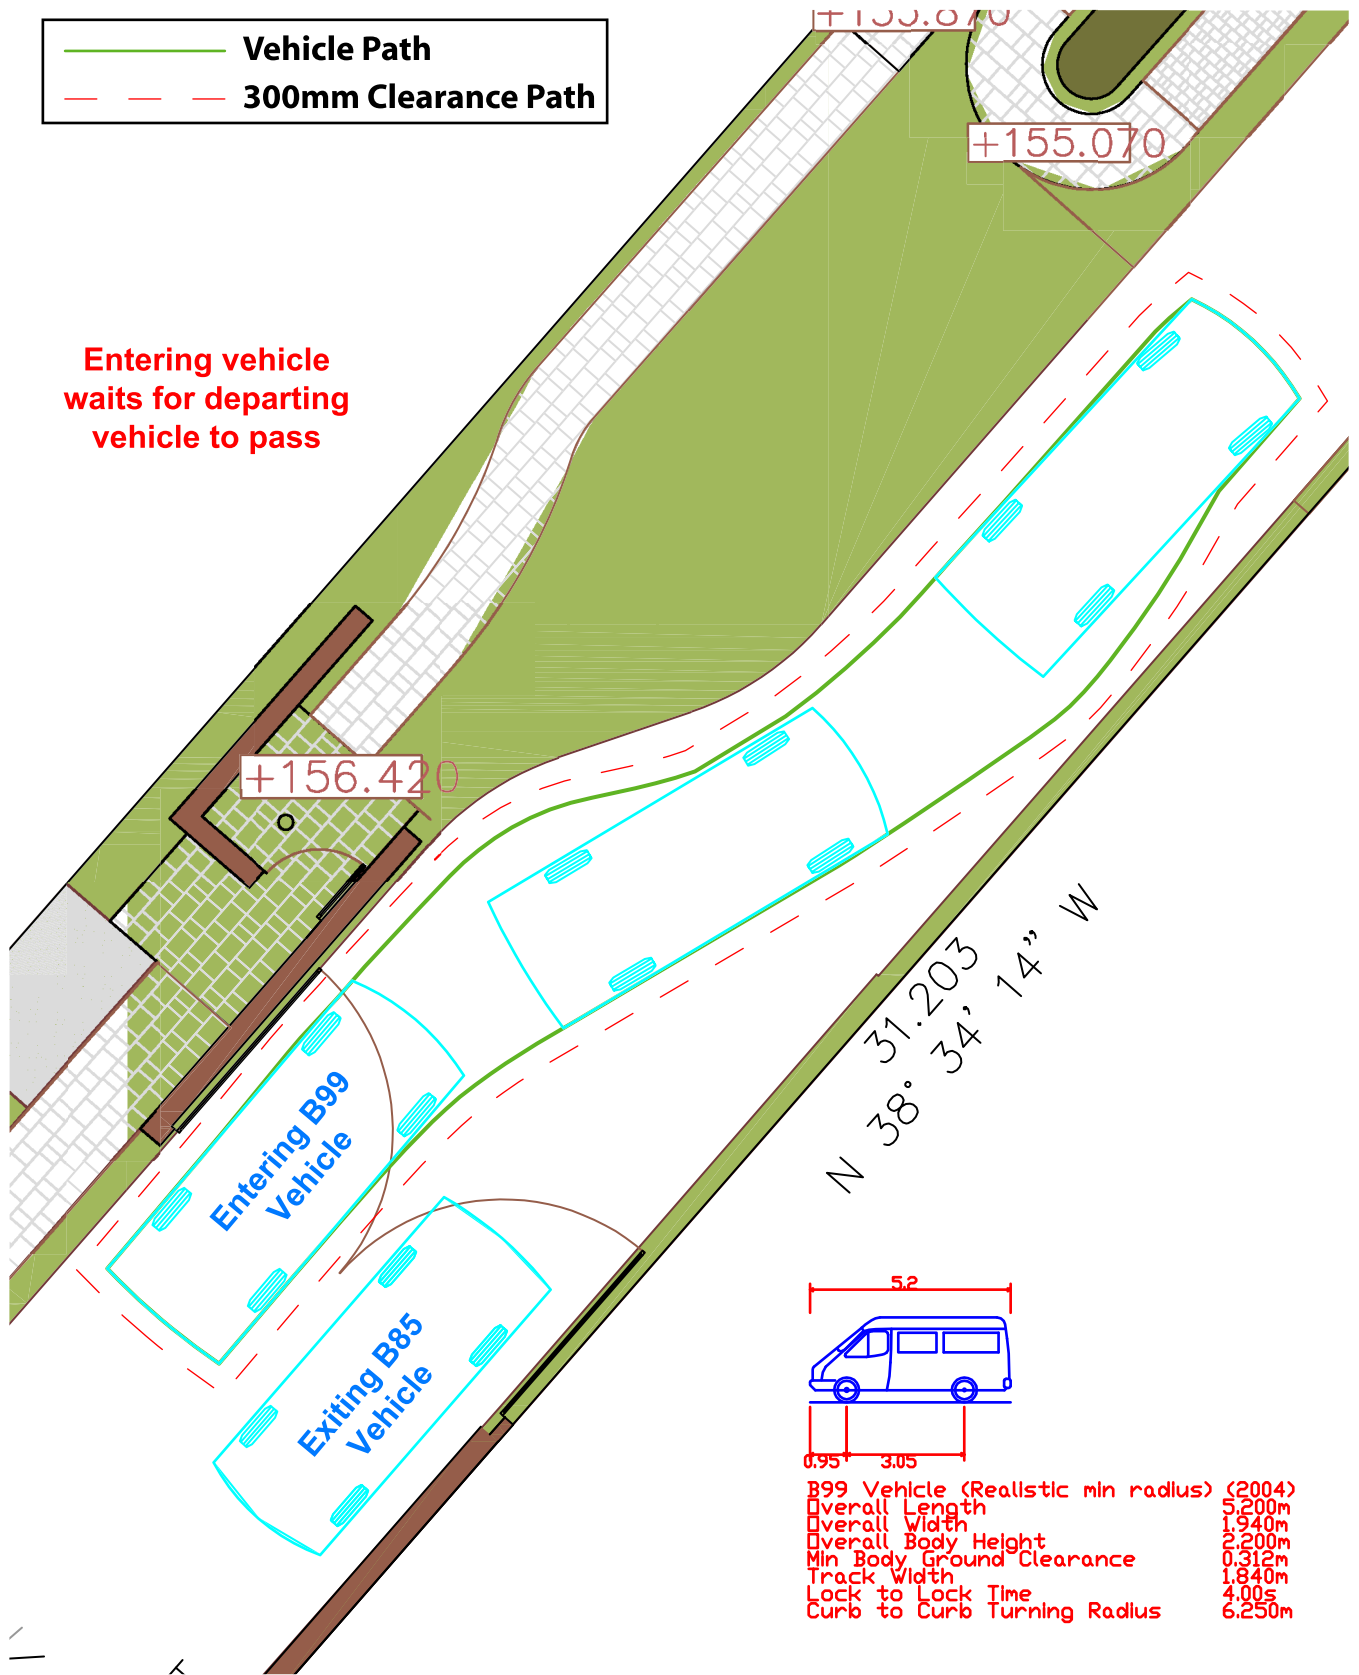 Vehicle Path
300mm Clearance Path
+155.870
+155.070
Entering vehicle
waits for departing
vehicle to pass
+156.420
31.203
N 38° 34' 14" W
Entering B99
Vehicle
Exiting B85
Vehicle
5.2
0.95 3.05
B99 Vehicle (Realistic min radius) (2004)
Overall Length 5.200m
Overall Width 1.940m
Overall Body Height 2.200m
Min Body Ground Clearance 0.312m
Track Width 1.840m
Lock to Lock Time 4.00s
Curb to Curb Turning Radius 6.250m